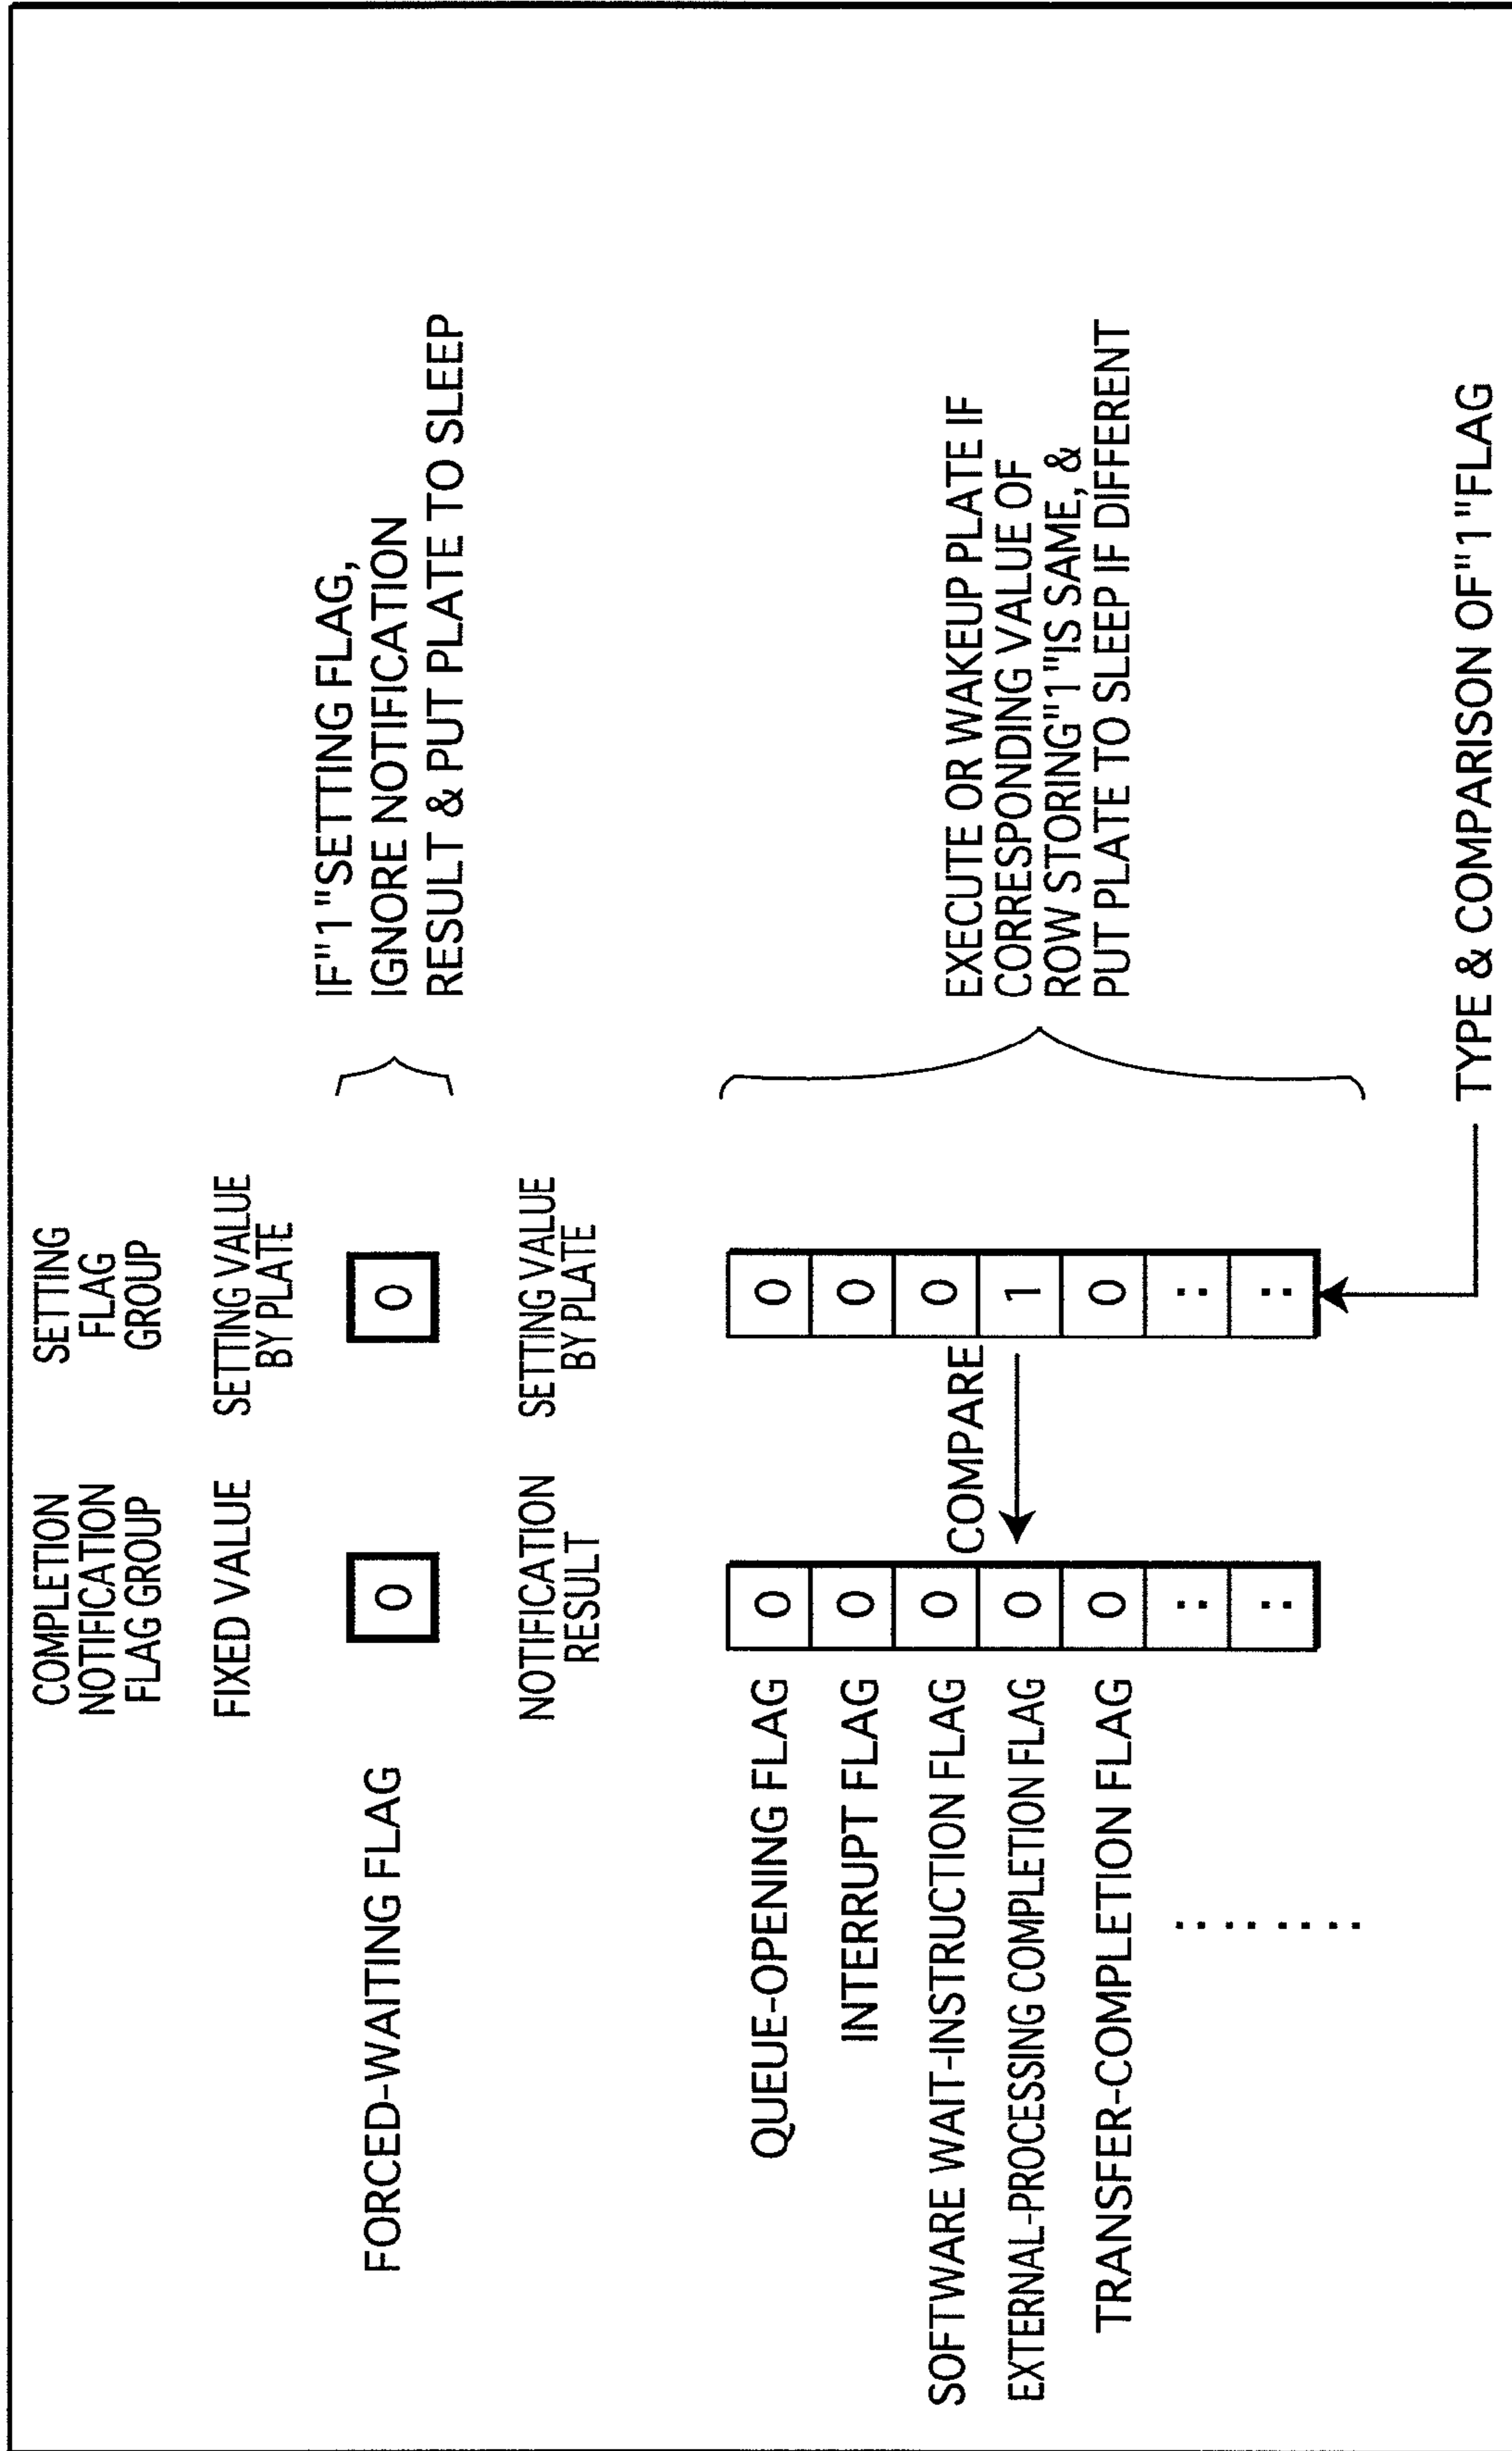 COMPLETION
NOTIFICATION
FLAG GROUP
SETTING
FLAG
GROUP
FIXED VALUE
SETTING VALUE
BY PLATE
FORCED-WAITING FLAG
0
0
IF"1"SETTING FLAG,
IGNORE NOTIFICATION
RESULT & PUT PLATE TO SLEEP
NOTIFICATION
RESULT
SETTING VALUE
BY PLATE
QUEUE-OPENING FLAG
0
0
INTERRUPT FLAG
0
0
SOFTWARE WAIT-INSTRUCTION FLAG
0
0
EXTERNAL-PROCESSING COMPLETION FLAG
0
COMPARE
1
TRANSFER-COMPLETION FLAG
0
0
:
:
:
:
........
EXECUTE OR WAKEUP PLATE IF
CORRESPONDING VALUE OF
ROW STORING"1"IS SAME, &
PUT PLATE TO SLEEP IF DIFFERENT
TYPE & COMPARISON OF"1"FLAG